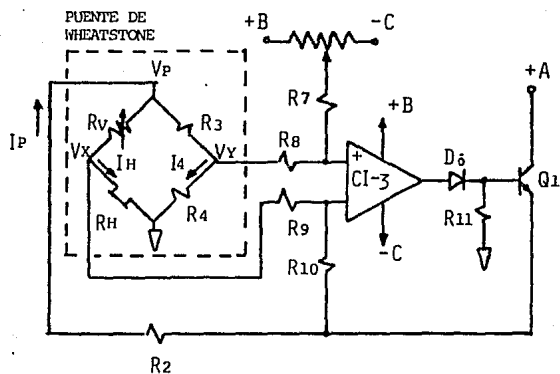 PUENTE DE
WHEATSTONE
+B
-C
+A
VP
R7
IP
RV
R3
+B
R8
VX
IH
I4
VY
+
CI-3
D6
Q1
RH
R4
R9
R11
R10
-C
R2